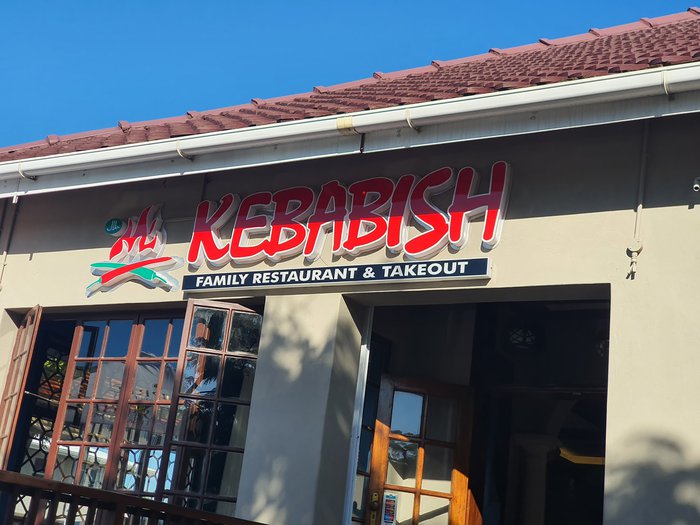 KEBABISH
FAMILY RESTAURANT & TAKEOUT